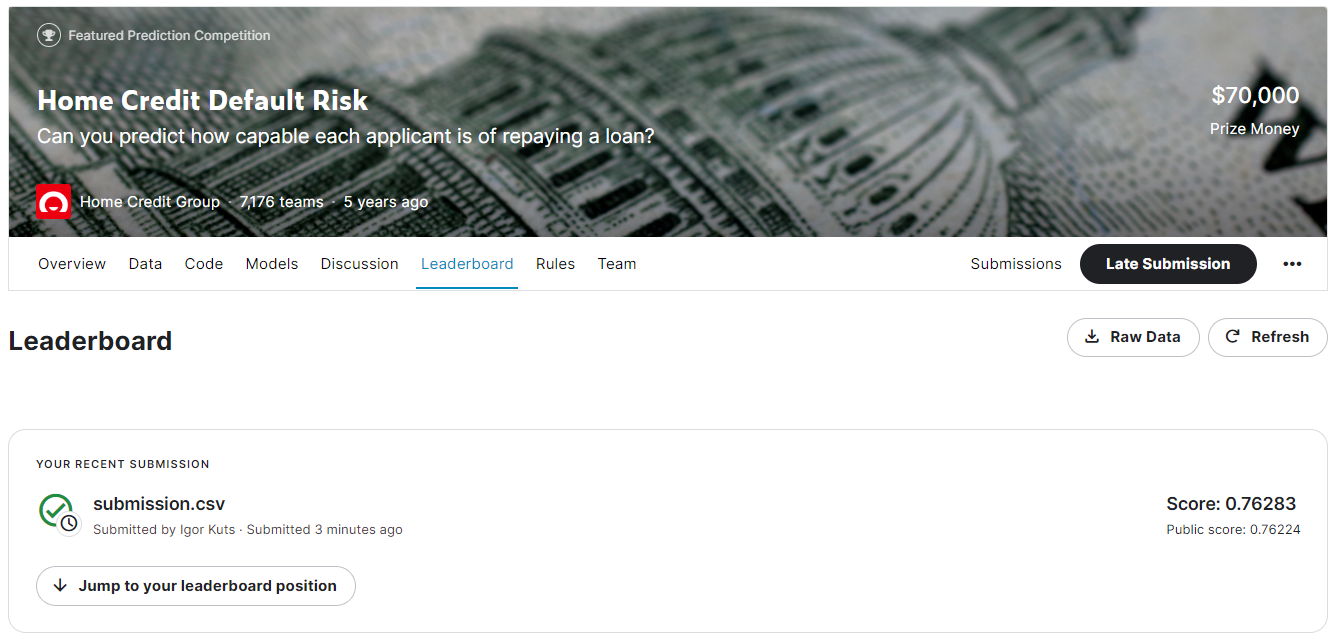 Featured Prediction Competition
Home Credit Default Risk
Can you predict how capable each applicant is of repaying a loan?
$70,000
Prize Money
Home Credit Group · 7,176 teams · 5 years ago
Overview Data Code Models Discussion Leaderboard Rules Team Submissions Late Submission
Leaderboard
Raw Data Refresh
YOUR RECENT SUBMISSION
submission.csv
Submitted by Igor Kuts · Submitted 3 minutes ago
Score: 0.76283
Public score: 0.76224
Jump to your leaderboard position